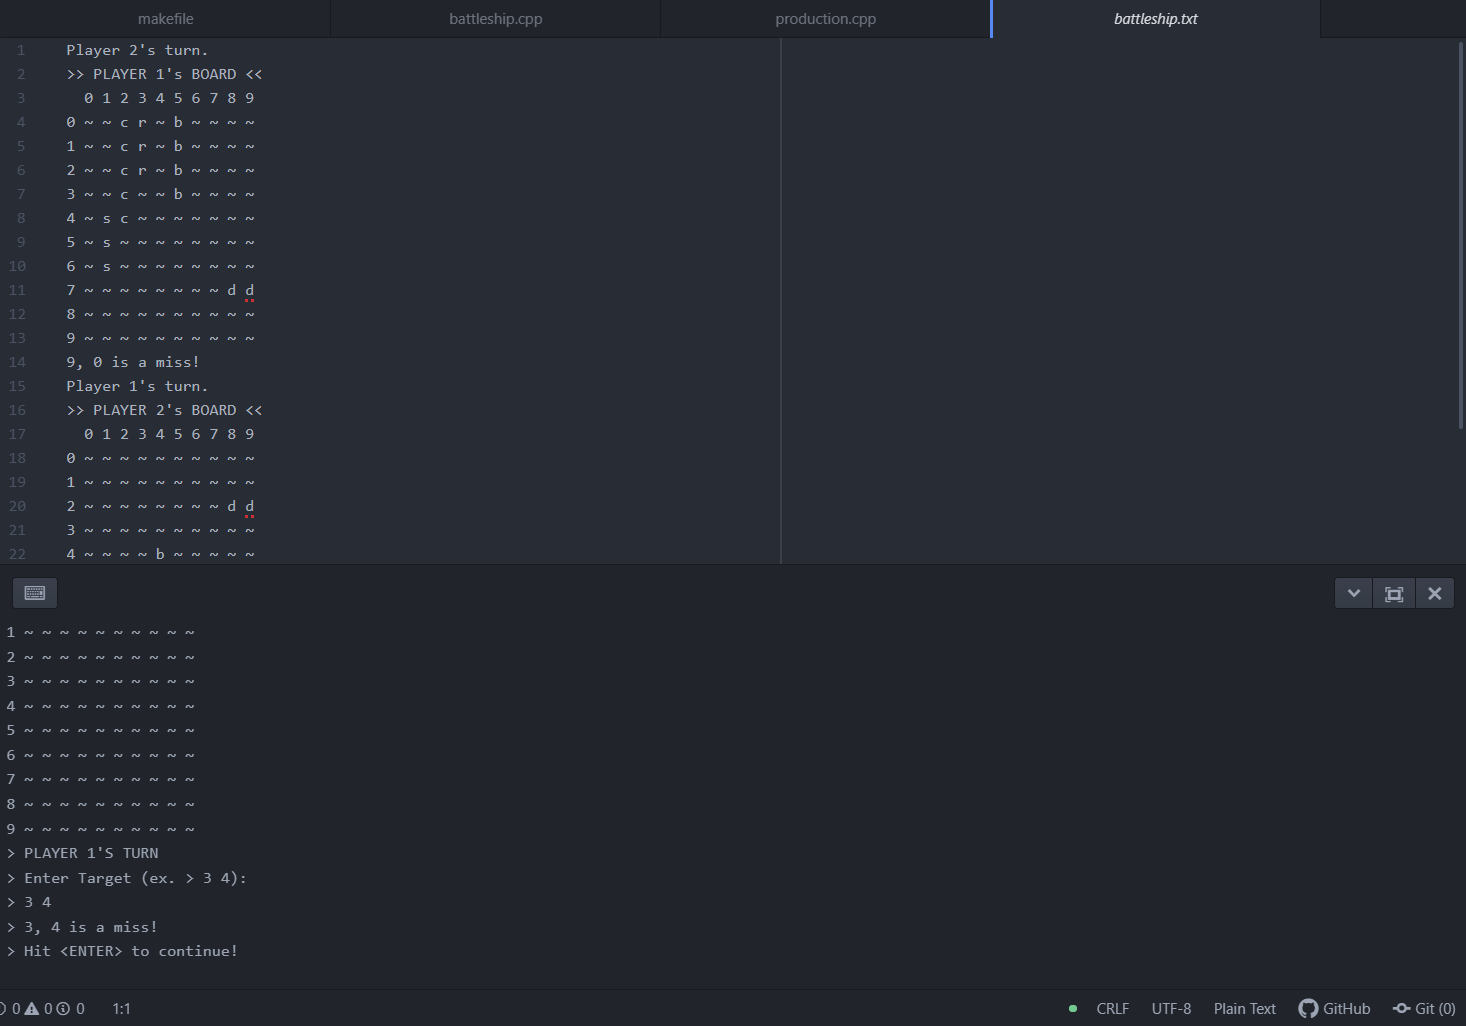 makefile battleship.cpp production.cpp battleship.txt
1 Player 2's turn.
2 >> PLAYER 1's BOARD <<
3 0 1 2 3 4 5 6 7 8 9
4 0 ~ ~ c r ~ b ~ ~ ~ ~
5 1 ~ ~ c r ~ b ~ ~ ~ ~
6 2 ~ ~ c r ~ b ~ ~ ~ ~
7 3 ~ ~ c ~ ~ b ~ ~ ~ ~
8 4 ~ s c ~ ~ ~ ~ ~ ~ ~
9 5 ~ s ~ ~ ~ ~ ~ ~ ~ ~
10 6 ~ s ~ ~ ~ ~ ~ ~ ~ ~
11 7 ~ ~ ~ ~ ~ ~ ~ ~ d d
12 8 ~ ~ ~ ~ ~ ~ ~ ~ ~ ~
13 9 ~ ~ ~ ~ ~ ~ ~ ~ ~ ~
14 9, 0 is a miss!
15 Player 1's turn.
16 >> PLAYER 2's BOARD <<
17 0 1 2 3 4 5 6 7 8 9
18 0 ~ ~ ~ ~ ~ ~ ~ ~ ~ ~
19 1 ~ ~ ~ ~ ~ ~ ~ ~ ~ ~
20 2 ~ ~ ~ ~ ~ ~ ~ ~ d d
21 3 ~ ~ ~ ~ ~ ~ ~ ~ ~ ~
22 4 ~ ~ ~ ~ b ~ ~ ~ ~ ~
1 ~ ~ ~ ~ ~ ~ ~ ~ ~ ~
2 ~ ~ ~ ~ ~ ~ ~ ~ ~ ~
3 ~ ~ ~ ~ ~ ~ ~ ~ ~ ~
4 ~ ~ ~ ~ ~ ~ ~ ~ ~ ~
5 ~ ~ ~ ~ ~ ~ ~ ~ ~ ~
6 ~ ~ ~ ~ ~ ~ ~ ~ ~ ~
7 ~ ~ ~ ~ ~ ~ ~ ~ ~ ~
8 ~ ~ ~ ~ ~ ~ ~ ~ ~ ~
9 ~ ~ ~ ~ ~ ~ ~ ~ ~ ~
> PLAYER 1'S TURN
> Enter Target (ex. > 3 4):
> 3 4
> 3, 4 is a miss!
> Hit <ENTER> to continue!
0 0 0 1:1 CRLF UTF-8 Plain Text GitHub Git (0)